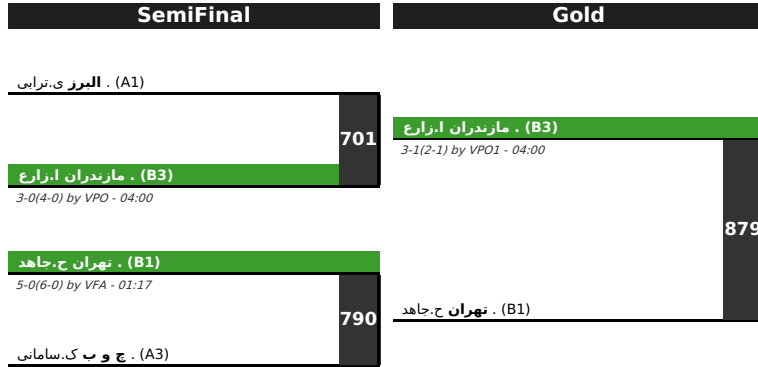 SemiFinal
Gold
(A1) . البرز ی.ترابی
701
(B3) . مازندران ا.زارع
3-0(4-0) by VPO - 04:00
(B1) . تهران ح.جاهد
5-0(6-0) by VFA - 01:17
790
(A3) . چ و ب ک.سامانی
(B3) . مازندران ا.زارع
3-1(2-1) by VPO1 - 04:00
879
(B1) . تهران ح.جاهد